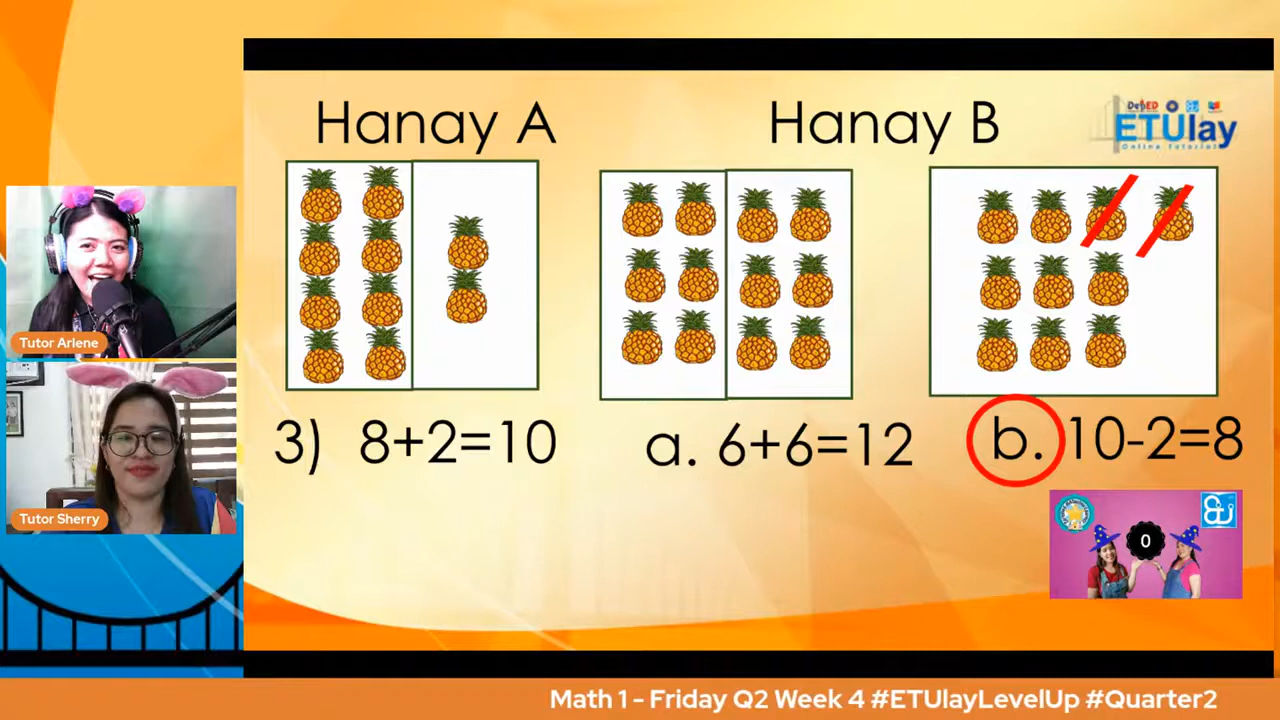 Hanay A
Hanay B
DepED
ETUlay
Online Tutorial
3) 8+2=10
a. 6+6=12
b. 10-2=8
Tutor Arlene
Tutor Sherry
0
Math 1 - Friday Q2 Week 4 #ETUlayLevelUp #Quarter2